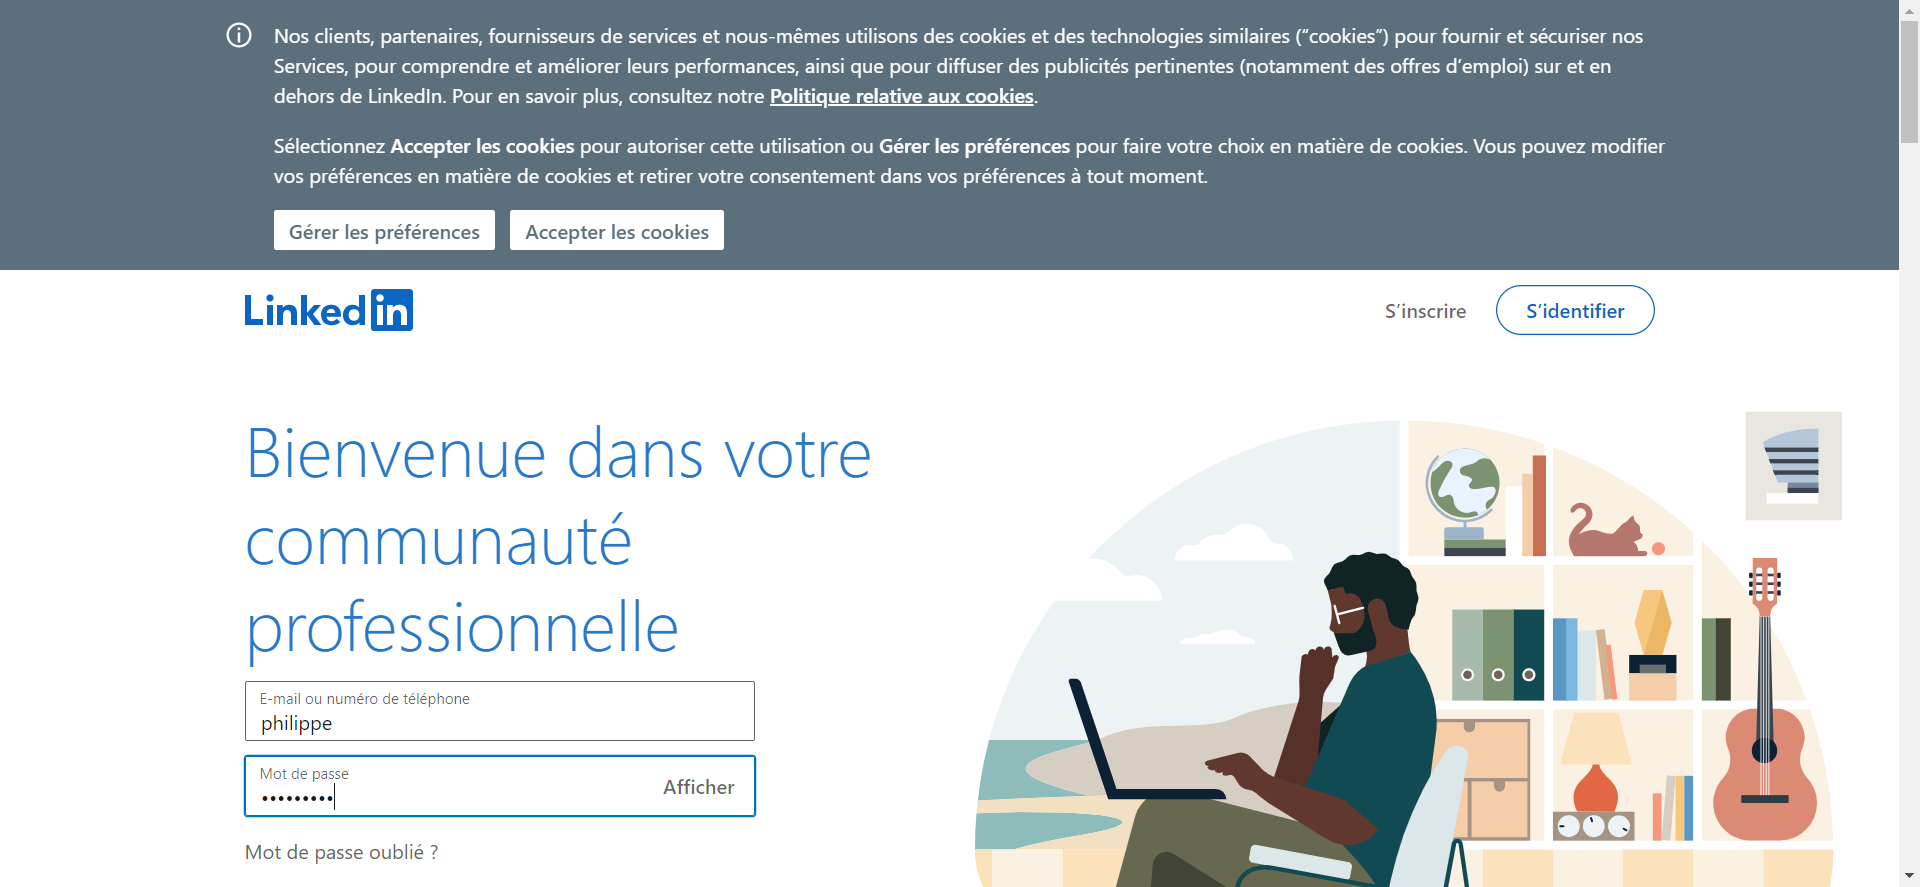 Nos clients, partenaires, fournisseurs de services et nous-mêmes utilisons des cookies et des technologies similaires (“cookies”) pour fournir et sécuriser nos
Services, pour comprendre et améliorer leurs performances, ainsi que pour diffuser des publicités pertinentes (notamment des offres d’emploi) sur et en
dehors de LinkedIn. Pour en savoir plus, consultez notre Politique relative aux cookies.
Sélectionnez Accepter les cookies pour autoriser cette utilisation ou Gérer les préférences pour faire votre choix en matière de cookies. Vous pouvez modifier
vos préférences en matière de cookies et retirer votre consentement dans vos préférences à tout moment.
Gérer les préférences Accepter les cookies
Linkedin S’inscrire S’identifier
Bienvenue dans votre
communauté
professionnelle
E-mail ou numéro de téléphone
philippe
Mot de passe
••••••••• Afficher
Mot de passe oublié ?